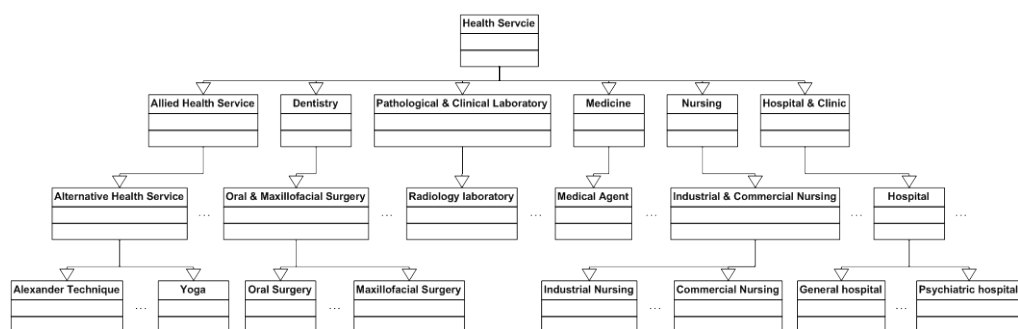 Health Servcie
Allied Health Service
Dentistry
Pathological & Clinical Laboratory
Medicine
Nursing
Hospital & Clinic
Alternative Health Service
...
Oral & Maxillofacial Surgery
...
Radiology laboratory
...
Medical Agent
...
Industrial & Commercial Nursing
...
Hospital
...
Alexander Technique
...
Yoga
Oral Surgery
...
Maxillofacial Surgery
Industrial Nursing
...
Commercial Nursing
General hospital
...
Psychiatric hospital